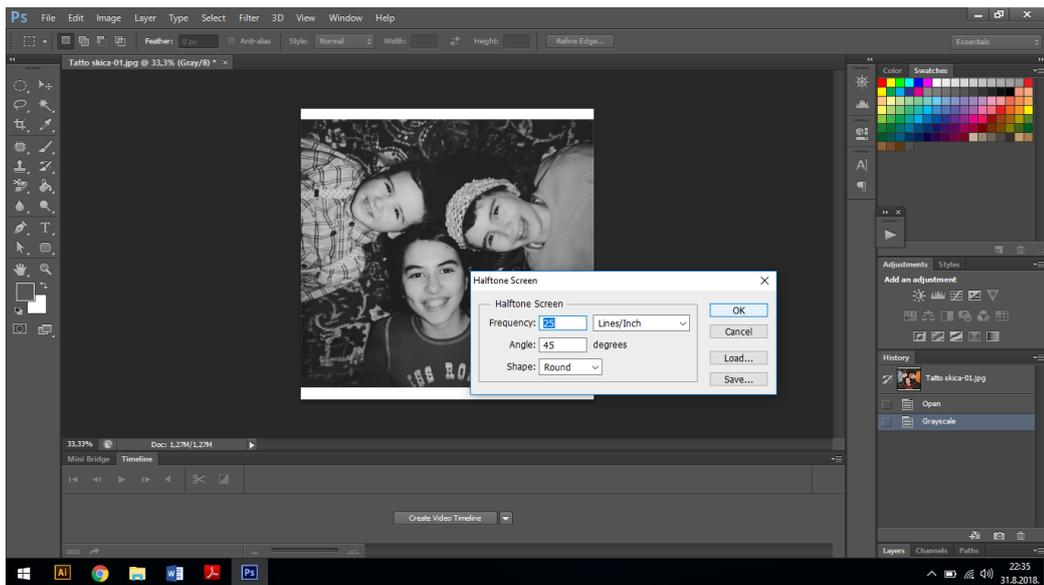 Ps File Edit Image Layer Type Select Filter 3D View Window Help
Feather: 0 px Anti-alias Style: Normal Width: Height: Refine Edge... Essentials
Tatto skica-01.jpg @ 33,3% (Gray/8) * ×
Color Swatches
Halftone Screen
Halftone Screen
Frequency: 25 Lines/Inch
Angle: 45 degrees
Shape: Round
OK
Cancel
Load...
Save...
Adjustments Styles
Add an adjustment
History
Tatto skica-01.jpg
Open
Grayscale
33,33% Doc: 1,27M/1,27M
Mini Bridge Timeline
Create Video Timeline
Layers Channels Paths
Ai Ps
22:35
31.8.2018.